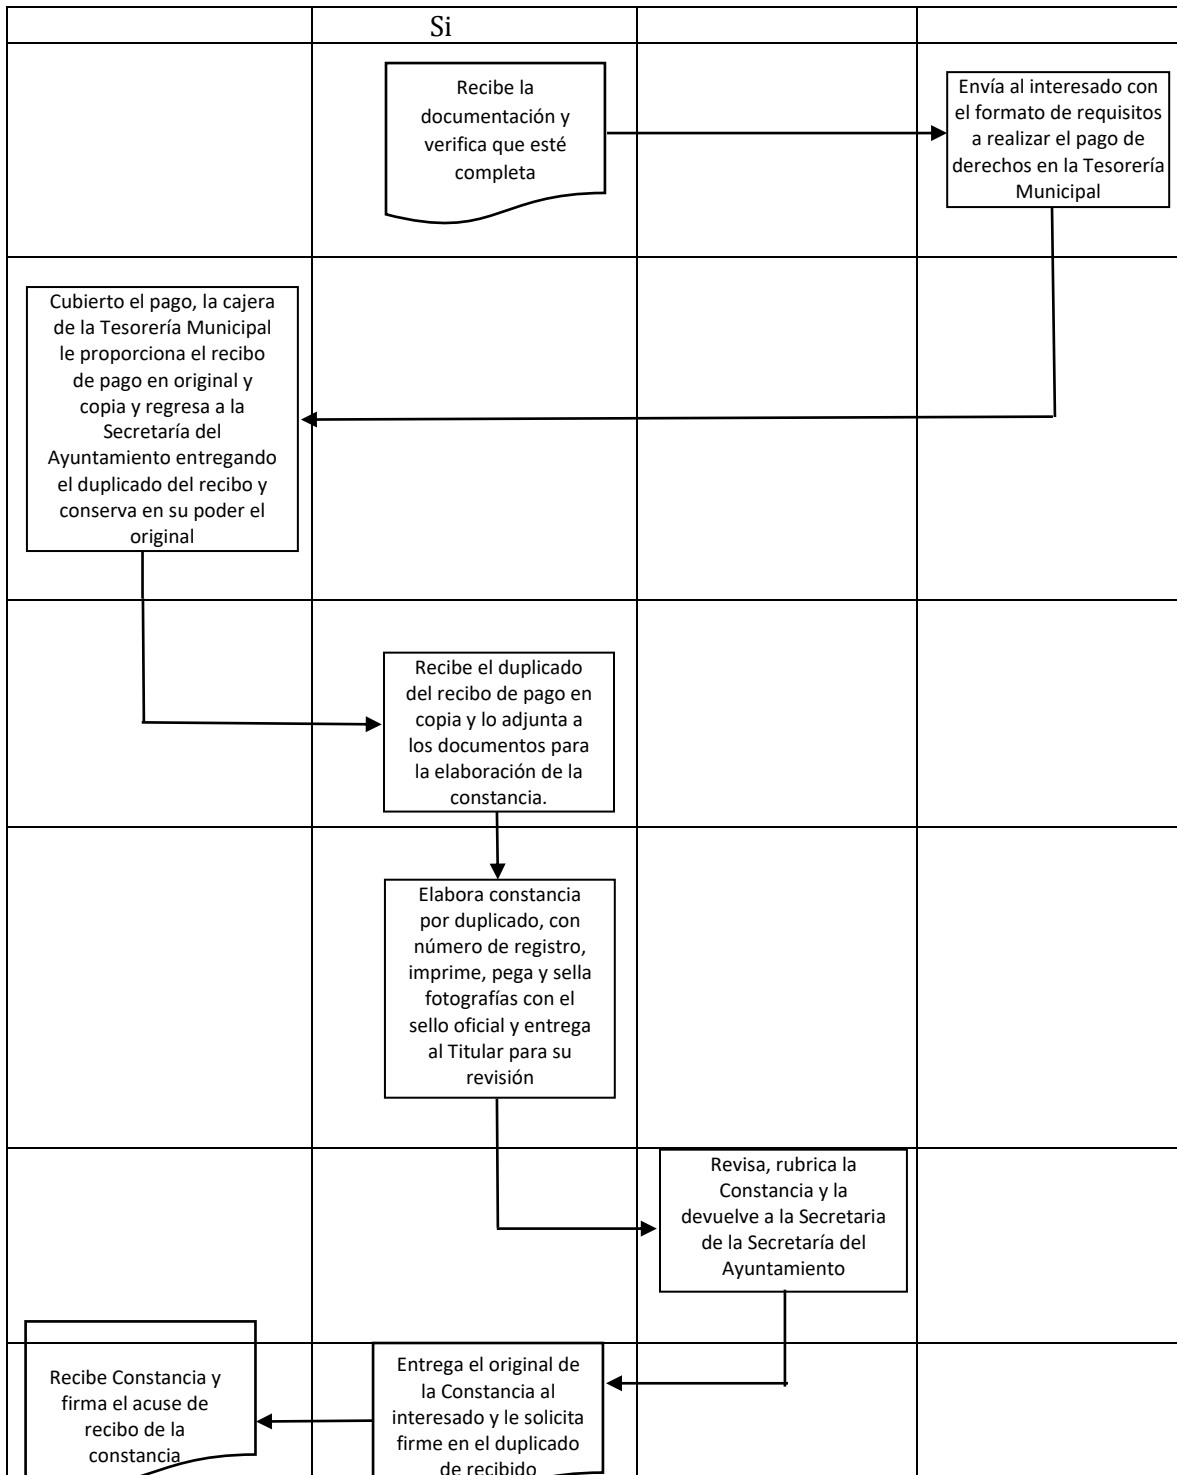 Si
Recibe la
documentación y
verifica que esté
completa
Envía al interesado con
el formato de requisitos
a realizar el pago de
derechos en la Tesorería
Municipal
Cubierto el pago, la cajera
de la Tesorería Municipal
le proporciona el recibo
de pago en original y
copia y regresa a la
Secretaría del
Ayuntamiento entregando
el duplicado del recibo y
conserva en su poder el
original
Recibe el duplicado
del recibo de pago en
copia y lo adjunta a
los documentos para
la elaboración de la
constancia.
Elabora constancia
por duplicado, con
número de registro,
imprime, pega y sella
fotografías con el
sello oficial y entrega
al Titular para su
revisión
Revisa, rubrica la
Constancia y la
devuelve a la Secretaria
de la Secretaría del
Ayuntamiento
Entrega el original de
la Constancia al
interesado y le solicita
firme en el duplicado
de recibido
Recibe Constancia y
firma el acuse de
recibo de la
constancia